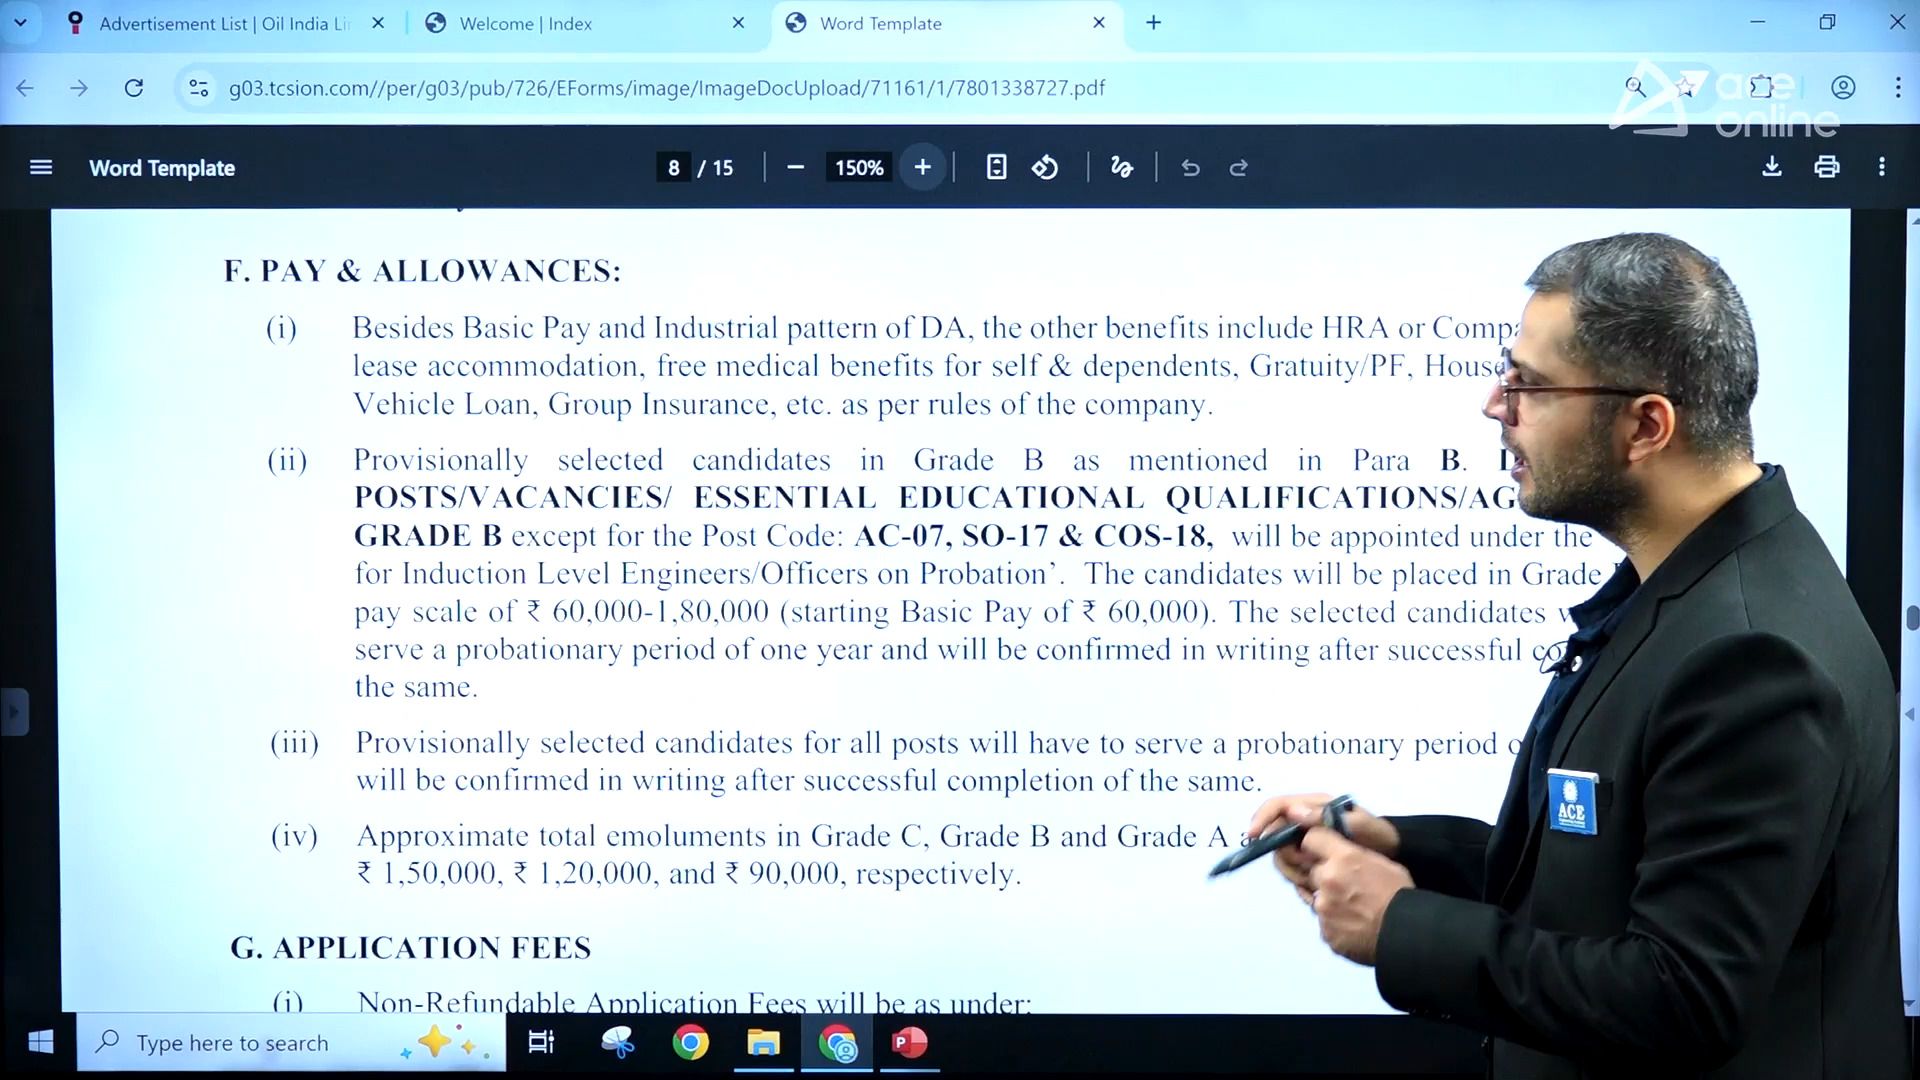 Advertisement List | Oil India Li
Welcome | Index
Word Template
g03.tcsion.com//per/g03/pub/726/EForms/image/ImageDocUpload/71161/1/7801338727.pdf
ace
online
Word Template
8 / 15
150%
F. PAY & ALLOWANCES:
(i) Besides Basic Pay and Industrial pattern of DA, the other benefits include HRA or Compa
lease accommodation, free medical benefits for self & dependents, Gratuity/PF, House
Vehicle Loan, Group Insurance, etc. as per rules of the company.
(ii) Provisionally selected candidates in Grade B as mentioned in Para B.
POSTS/VACANCIES/ ESSENTIAL EDUCATIONAL QUALIFICATIONS/AG
GRADE B except for the Post Code: AC-07, SO-17 & COS-18, will be appointed under the
for Induction Level Engineers/Officers on Probation’. The candidates will be placed in Grade
pay scale of ₹ 60,000-1,80,000 (starting Basic Pay of ₹ 60,000). The selected candidates
serve a probationary period of one year and will be confirmed in writing after successful
the same.
(iii) Provisionally selected candidates for all posts will have to serve a probationary period
will be confirmed in writing after successful completion of the same.
(iv) Approximate total emoluments in Grade C, Grade B and Grade A
₹ 1,50,000, ₹ 1,20,000, and ₹ 90,000, respectively.
G. APPLICATION FEES
(i) Non-Refundable Application Fees will be as under:
ACE
Type here to search